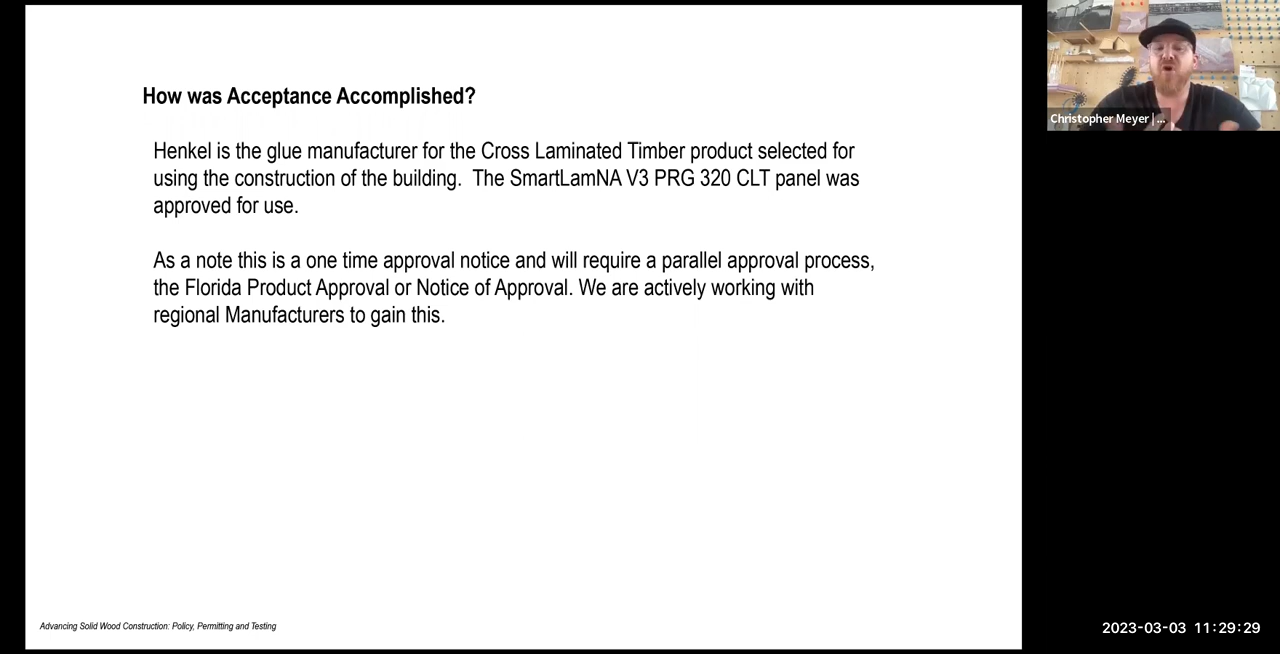 How was Acceptance Accomplished?
Henkel is the glue manufacturer for the Cross Laminated Timber product selected for
using the construction of the building.  The SmartLamNA V3 PRG 320 CLT panel was
approved for use.
As a note this is a one time approval notice and will require a parallel approval process,
the Florida Product Approval or Notice of Approval. We are actively working with
regional Manufacturers to gain this.
Advancing Solid Wood Construction: Policy, Permitting and Testing
Christopher Meyer | ...
2023-03-03 11:29:29